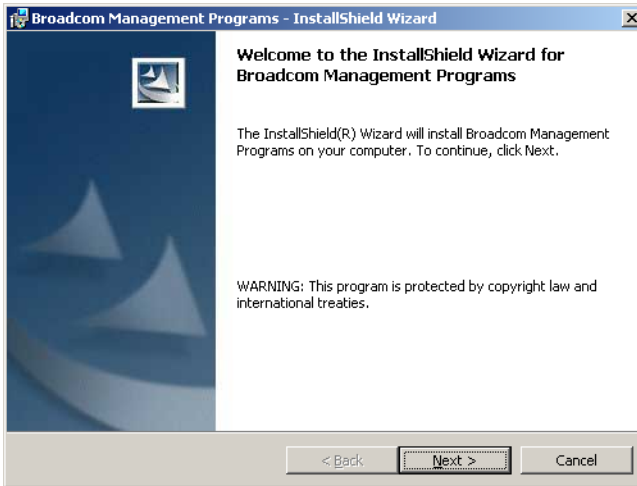 Broadcom Management Programs - InstallShield Wizard
Welcome to the InstallShield Wizard for
Broadcom Management Programs
The InstallShield(R) Wizard will install Broadcom Management
Programs on your computer. To continue, click Next.
WARNING: This program is protected by copyright law and
international treaties.
< Back
Next >
Cancel